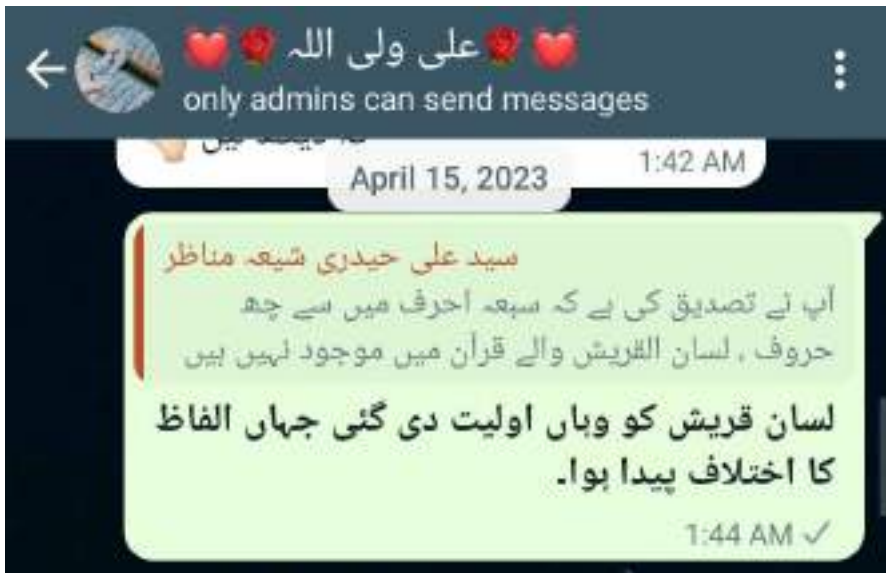 علی ولی اللہ
only admins can send messages
1:42 AM
April 15, 2023
سید علی حیدری شیعہ مناظر
آپ نے تصدیق کی ہے کہ سبعہ احرف میں سے چھ
حروف ، لسان القریش والے قرآن میں موجود نہیں ہیں
لسان قریش کو وہاں اولیت دی گئی جہاں الفاظ
کا اختلاف پیدا ہوا۔
1:44 AM